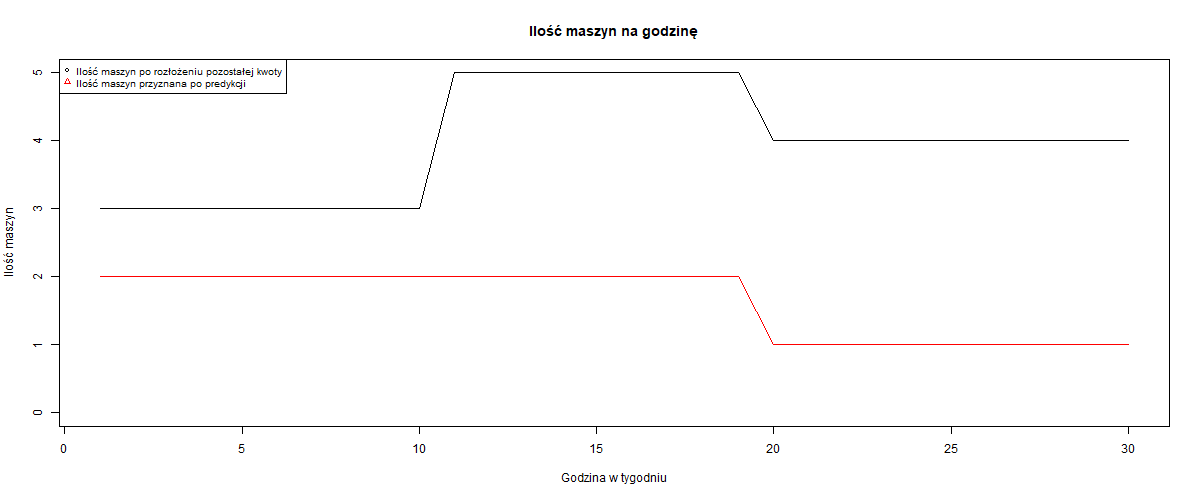 Ilość maszyn na godzinę
Ilość maszyn po rozłożeniu pozostałej kwoty
Ilość maszyn przyznana po predykcji
Ilość maszyn
5
4
3
2
1
0
0 5 10 15 20 25 30
Godzina w tygodniu